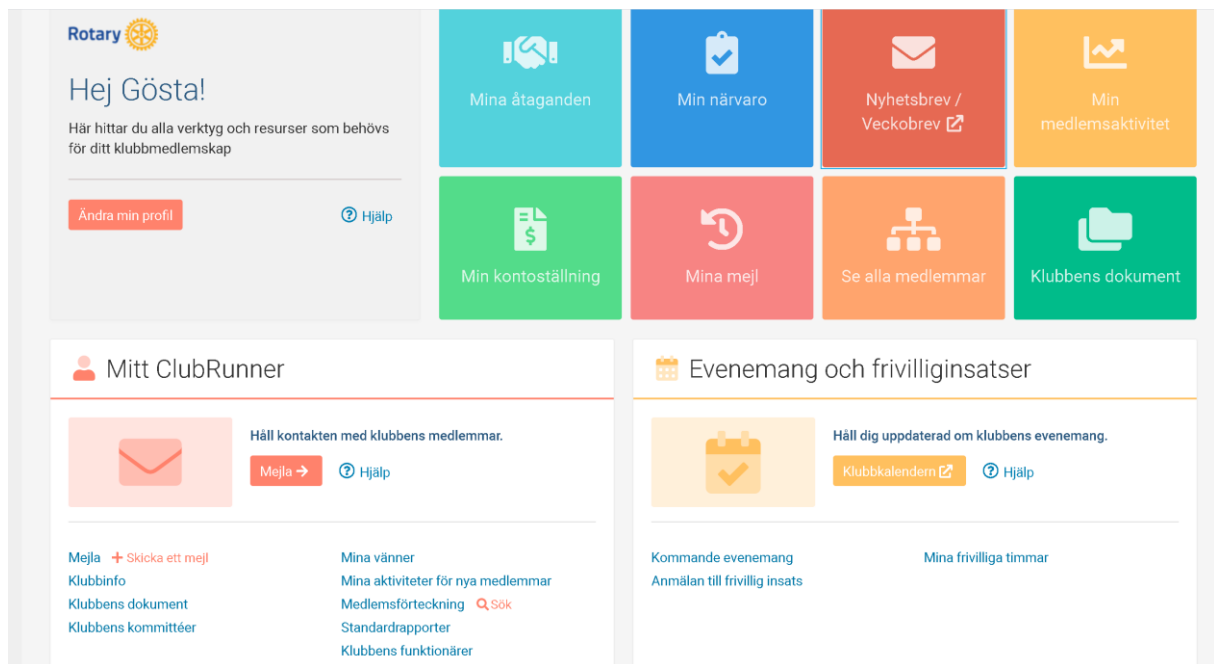 Rotary
Hej Gösta!
Här hittar du alla verktyg och resurser som behövs
för ditt klubbmedlemskap
Ändra min profil
Hjälp
Mina åtaganden
Min närvaro
Nyhetsbrev /
Veckobrev
Min
medlemsaktivitet
Min kontoställning
Mina mejl
Se alla medlemmar
Klubbens dokument
Mitt ClubRunner
Håll kontakten med klubbens medlemmar.
Mejla
Hjälp
Mejla + Skicka ett mejl
Klubbinfo
Klubbens dokument
Klubbens kommittéer
Mina vänner
Mina aktiviteter för nya medlemmar
Medlemsförteckning Sök
Standardrapporter
Klubbens funktionärer
Evenemang och frivilliginsatser
Håll dig uppdaterad om klubbens evenemang.
Klubbkalendern
Hjälp
Kommande evenemang
Anmälan till frivillig insats
Mina frivilliga timmar